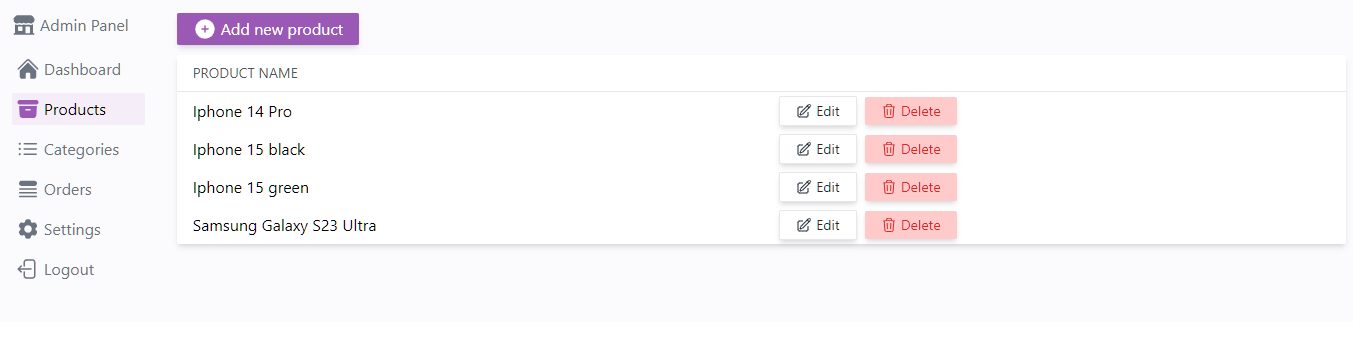 Admin Panel
Dashboard
Products
Categories
Orders
Settings
Logout
Add new product
PRODUCT NAME
Iphone 14 Pro Edit Delete
Iphone 15 black Edit Delete
Iphone 15 green Edit Delete
Samsung Galaxy S23 Ultra Edit Delete